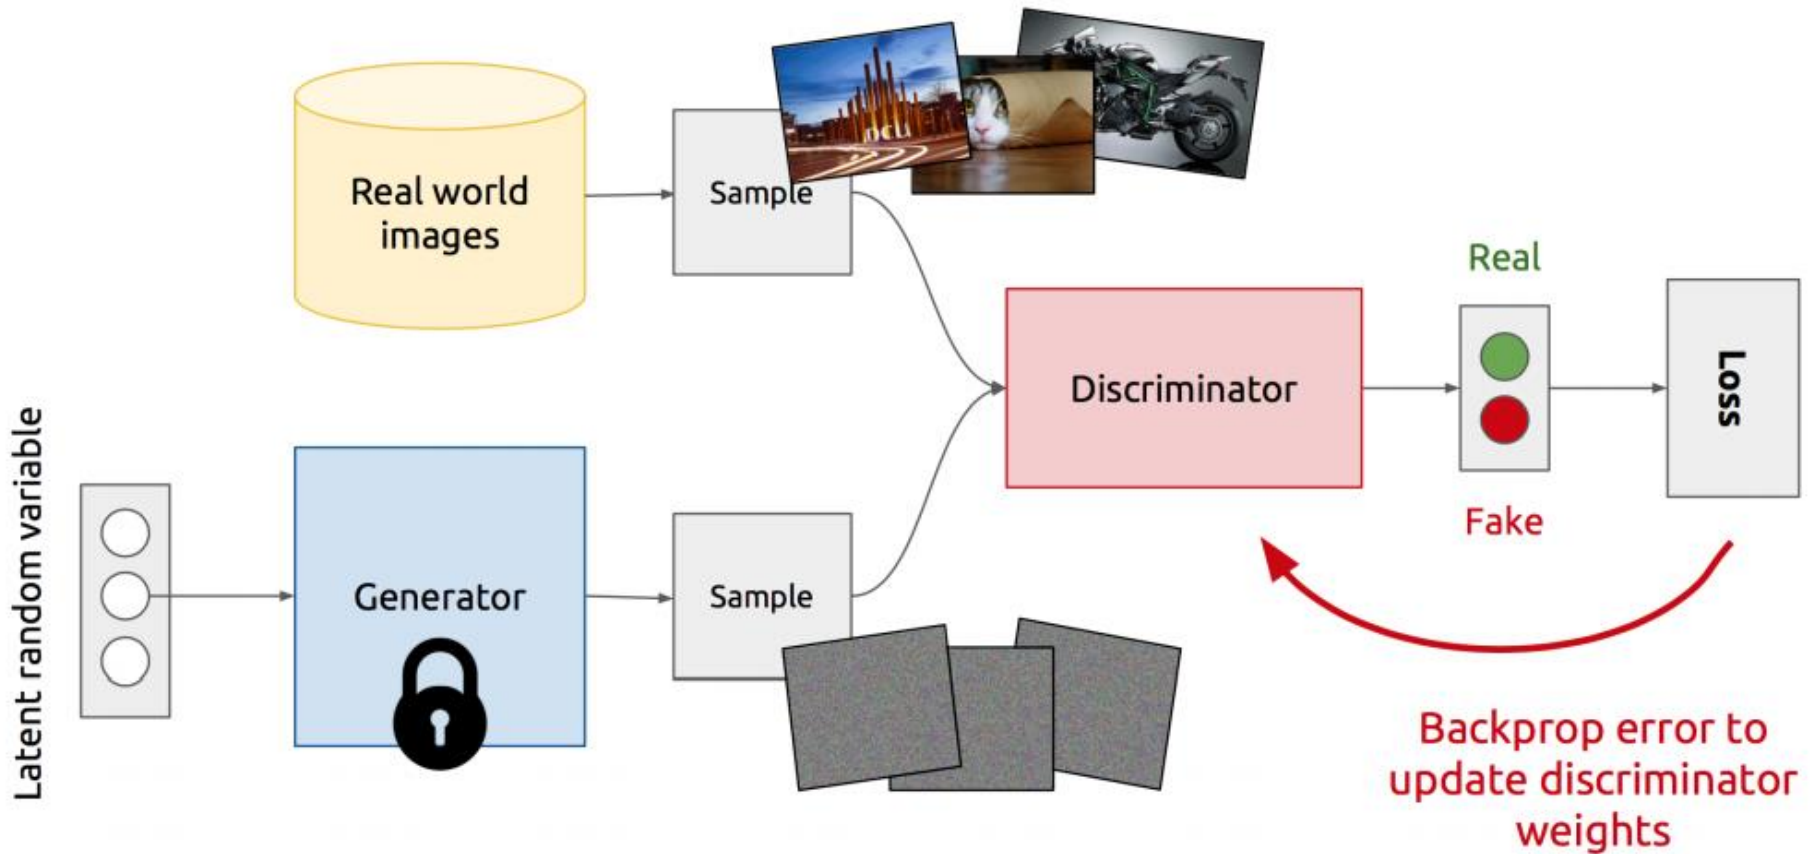 Real world
images
Sample
DCU
Real
Discriminator
Loss
Fake
Latent random variable
Generator
Sample
Backprop error to
update discriminator
weights